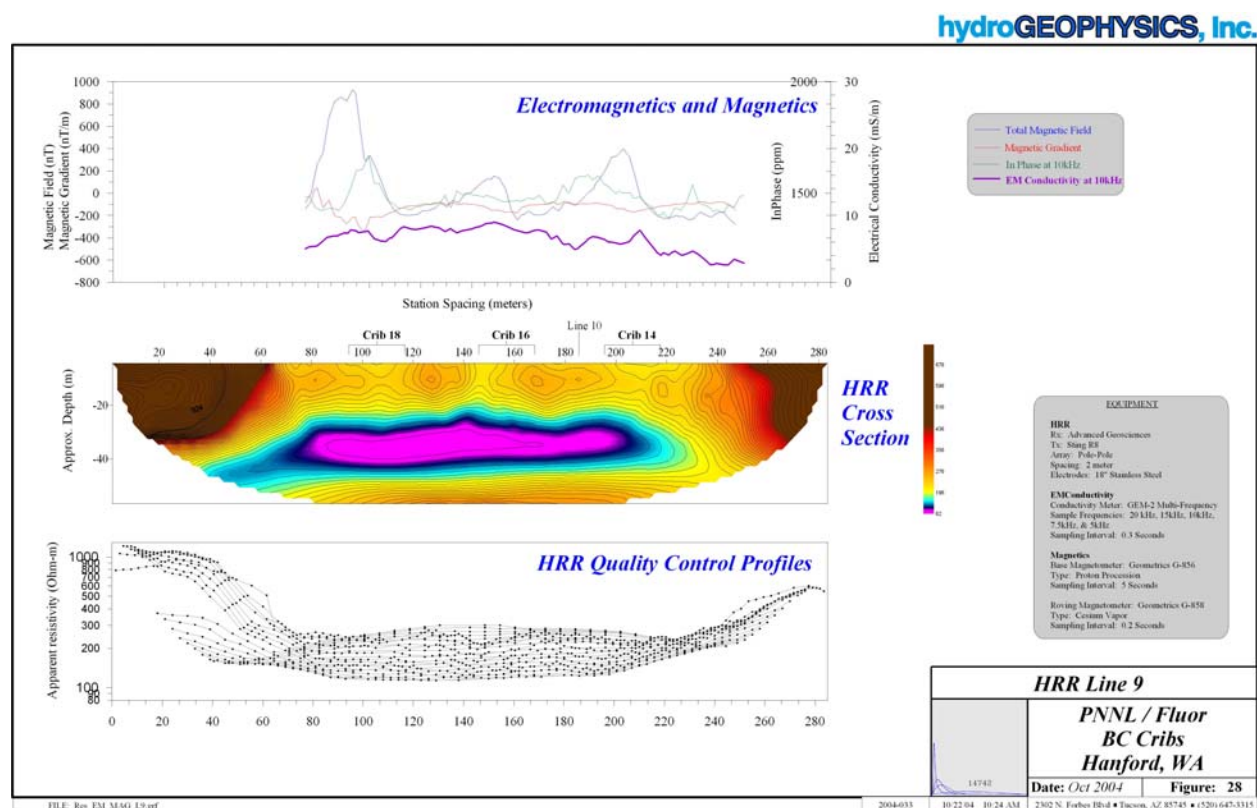 hydroGEOPHYSICS, Inc.
Electromagnetics and Magnetics
Magnetic Field (nT)
Magnetic Gradient (nT/m)
1000
800
600
400
200
0
-200
-400
-600
-800
InPhase (ppm)
2000
1500
Electrical Conductivity (mS/m)
30
20
10
0
Total Magnetic Field
Magnetic Gradient
In Phase at 10kHz
EM Conductivity at 10kHz
Station Spacing (meters)
Crib 18 Crib 16 Line 10 Crib 14
20 40 60 80 100 120 140 160 180 200 220 240 260 280
Approx. Depth (m)
-20
-40
HRR
Cross
Section
EQUIPMENT
HRR
Rx: Advanced Geosciences
Tx: Sting R8
Array: Pole-Pole
Spacing: 2 meter
Electrodes: 18" Stainless Steel
EMConductivity
Conductivity Meter: GEM-2 Multi-Frequency
Sample Frequencies: 20 kHz, 15kHz, 10kHz,
7.5kHz, & 5kHz
Sampling Interval: 0.3 Seconds
Magnetics
Base Magnetometer: Geometrics G-856
Type: Proton Procession
Sampling Interval: 5 Seconds
Roving Magnetometer: Geometrics G-858
Type: Cesium Vapor
Sampling Interval: 0.2 Seconds
HRR Quality Control Profiles
Apparent resistivity (Ohm-m)
1000
900
800
700
600
500
400
300
200
100
90
80
0 20 40 60 80 100 120 140 160 180 200 220 240 260 280
HRR Line 9
PNNL / Fluor
BC Cribs
Hanford, WA
14742
Date: Oct 2004 Figure: 28
2004-033 10/22/04 10:24 AM 2302 N. Forbes Blvd ▪ Tucson, AZ 85745 ▪ (520) 647-3315